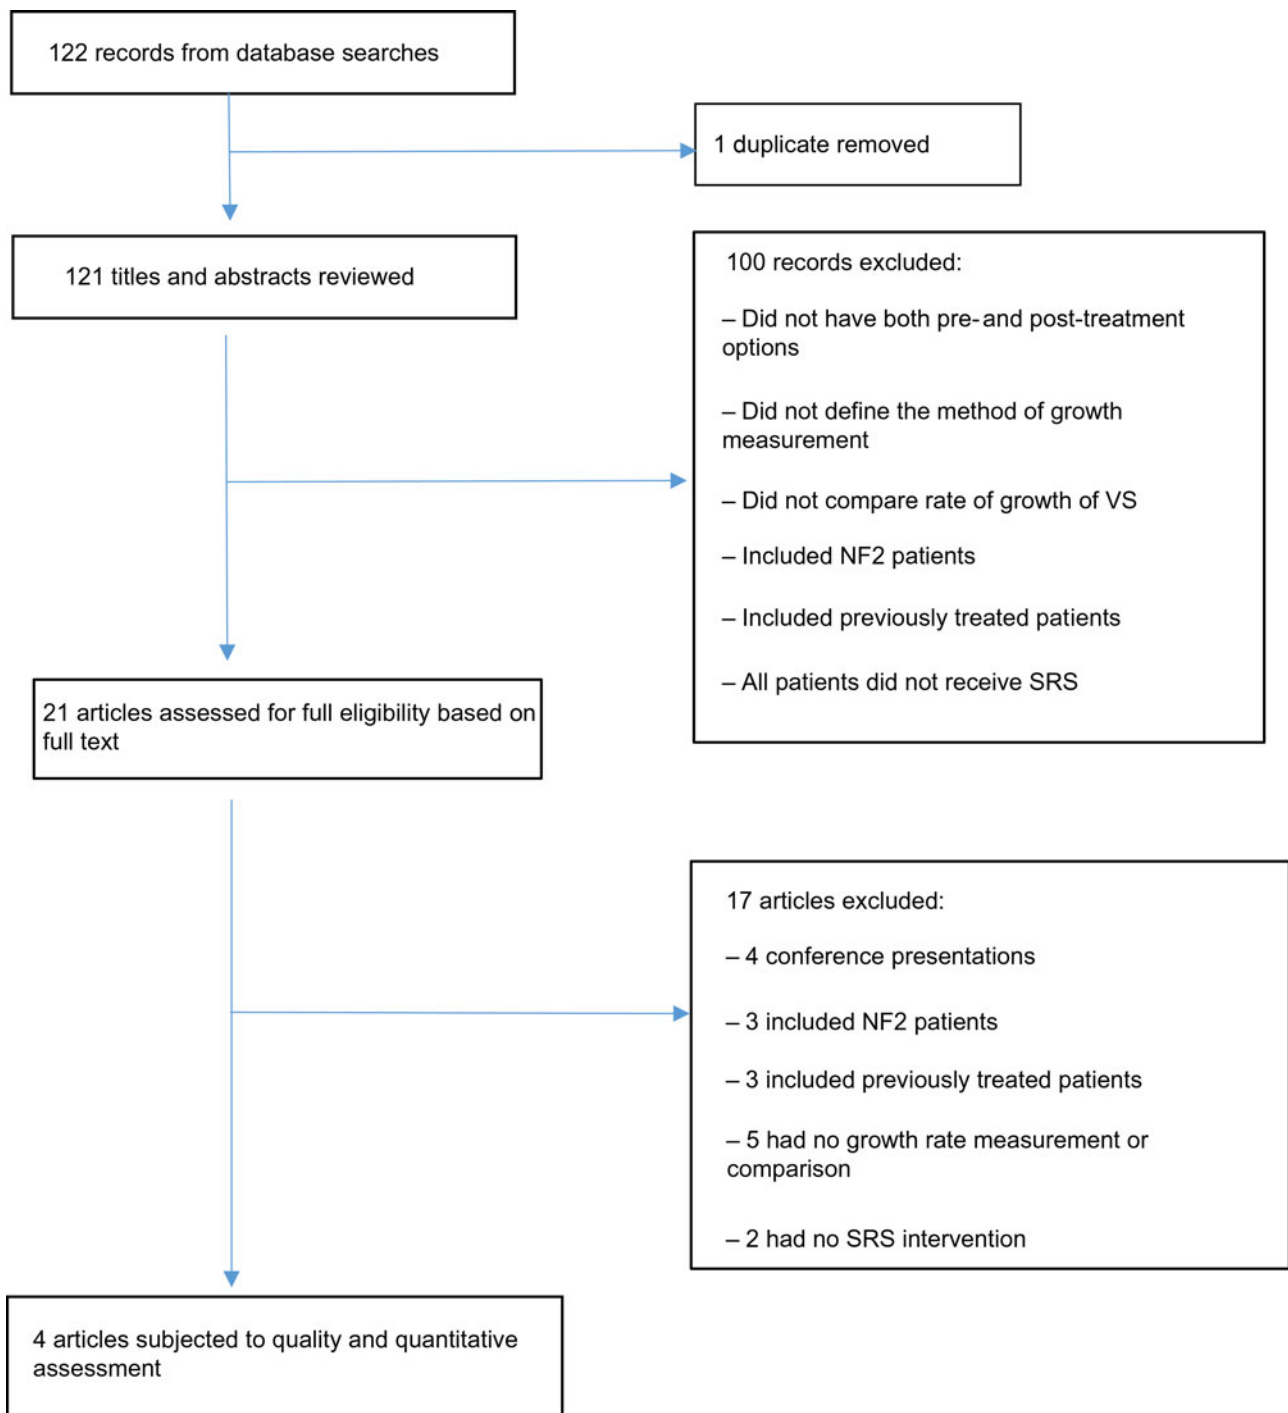 122 records from database searches
1 duplicate removed
121 titles and abstracts reviewed
100 records excluded:
– Did not have both pre- and post-treatment
options
– Did not define the method of growth
measurement
– Did not compare rate of growth of VS
– Included NF2 patients
– Included previously treated patients
– All patients did not receive SRS
21 articles assessed for full eligibility based on
full text
17 articles excluded:
– 4 conference presentations
– 3 included NF2 patients
– 3 included previously treated patients
– 5 had no growth rate measurement or
comparison
– 2 had no SRS intervention
4 articles subjected to quality and quantitative
assessment